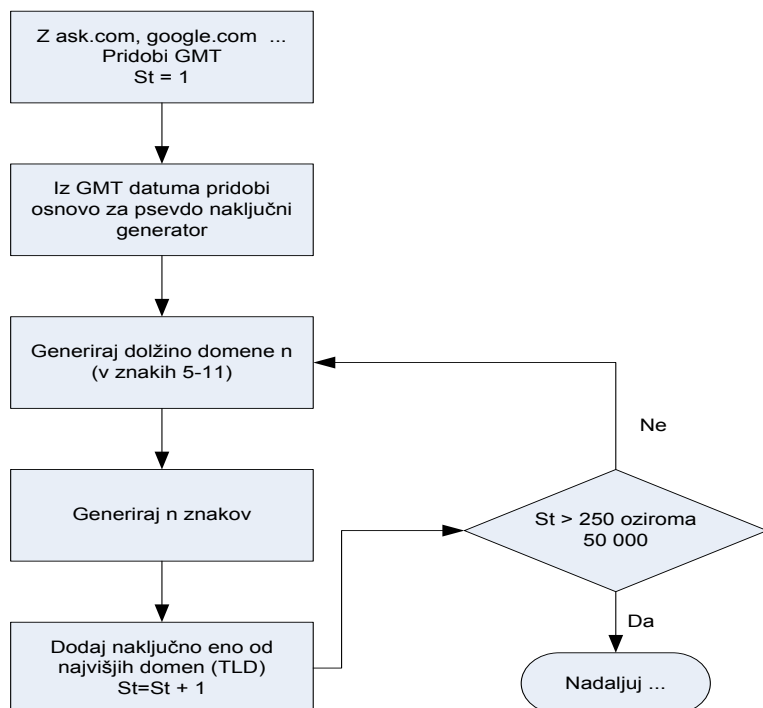 Z ask.com, google.com ...
Pridobi GMT
St = 1
Iz GMT datuma pridobi
osnovo za psevdo naključni
generator
Generiraj dolžino domene n
(v znakih 5-11)
Generiraj n znakov
Dodaj naključno eno od
najvišjih domen (TLD)
St=St + 1
St > 250 oziroma
50 000
Ne
Da
Nadaljuj ...